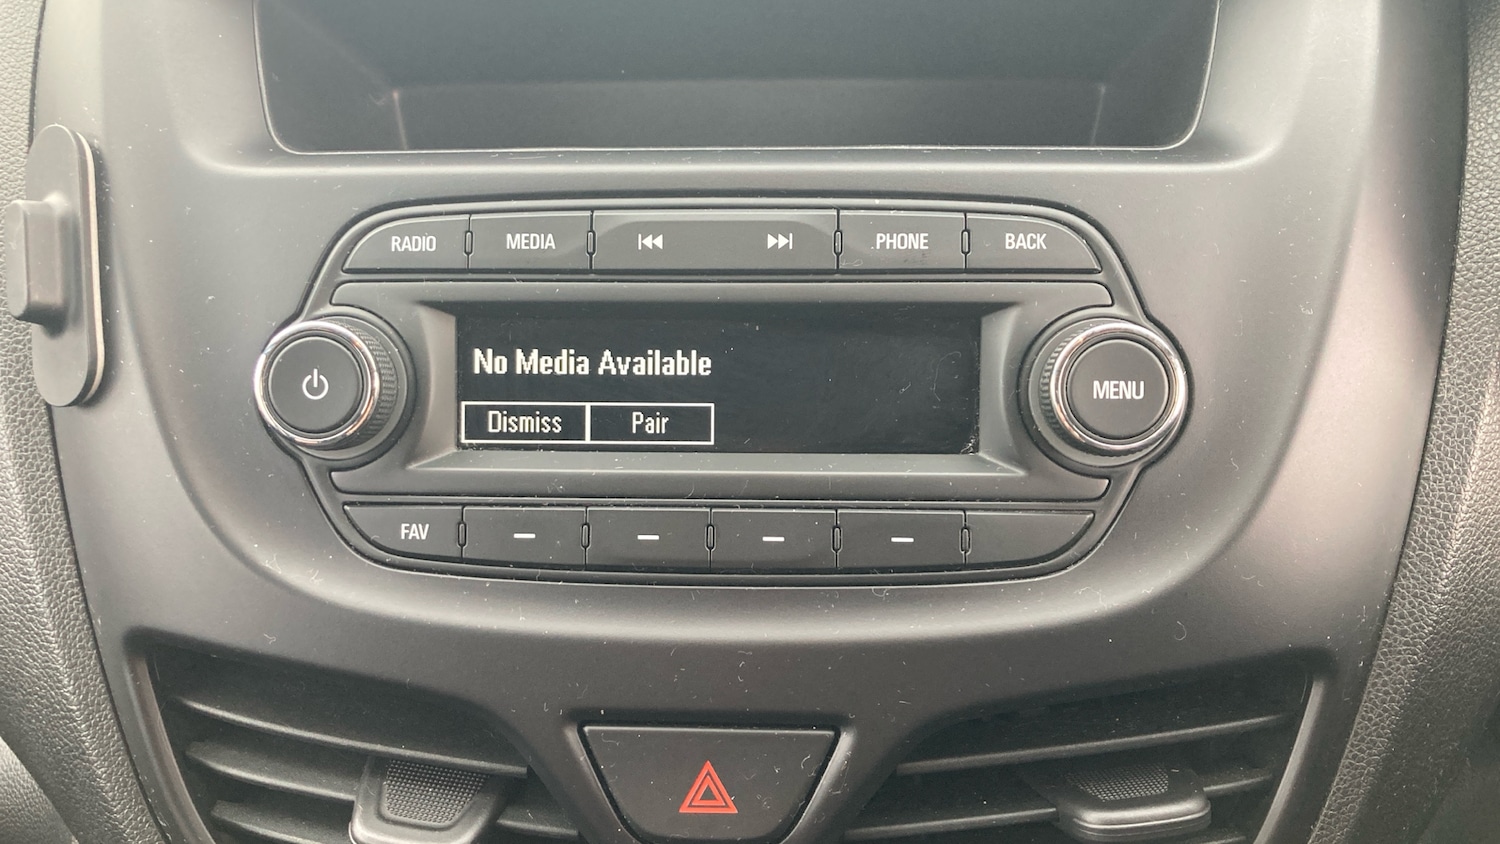 RADIO MEDIA PHONE BACK
No Media Available
Dismiss Pair
MENU
FAV